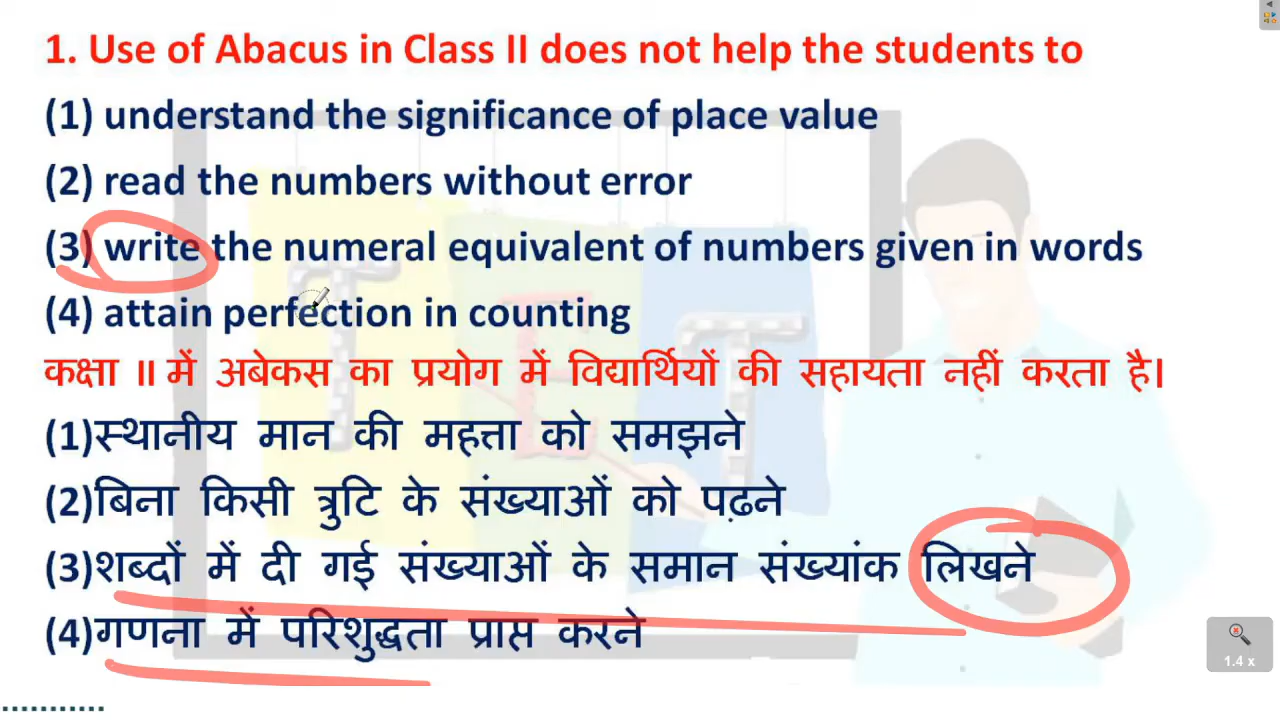 1. Use of Abacus in Class II does not help the students to
(1) understand the significance of place value
(2) read the numbers without error
(3) write the numeral equivalent of numbers given in words
(4) attain perfection in counting
कक्षा II में अबेकस का प्रयोग में विद्यार्थियों की सहायता नहीं करता है।
(1)स्थानीय मान की महत्ता को समझने
(2)बिना किसी त्रुटि के संख्याओं को पढ़ने
(3)शब्दों में दी गई संख्याओं के समान संख्यांक लिखने
(4)गणना में परिशुद्धता प्राप्त करने
TET
1.4 x
...........